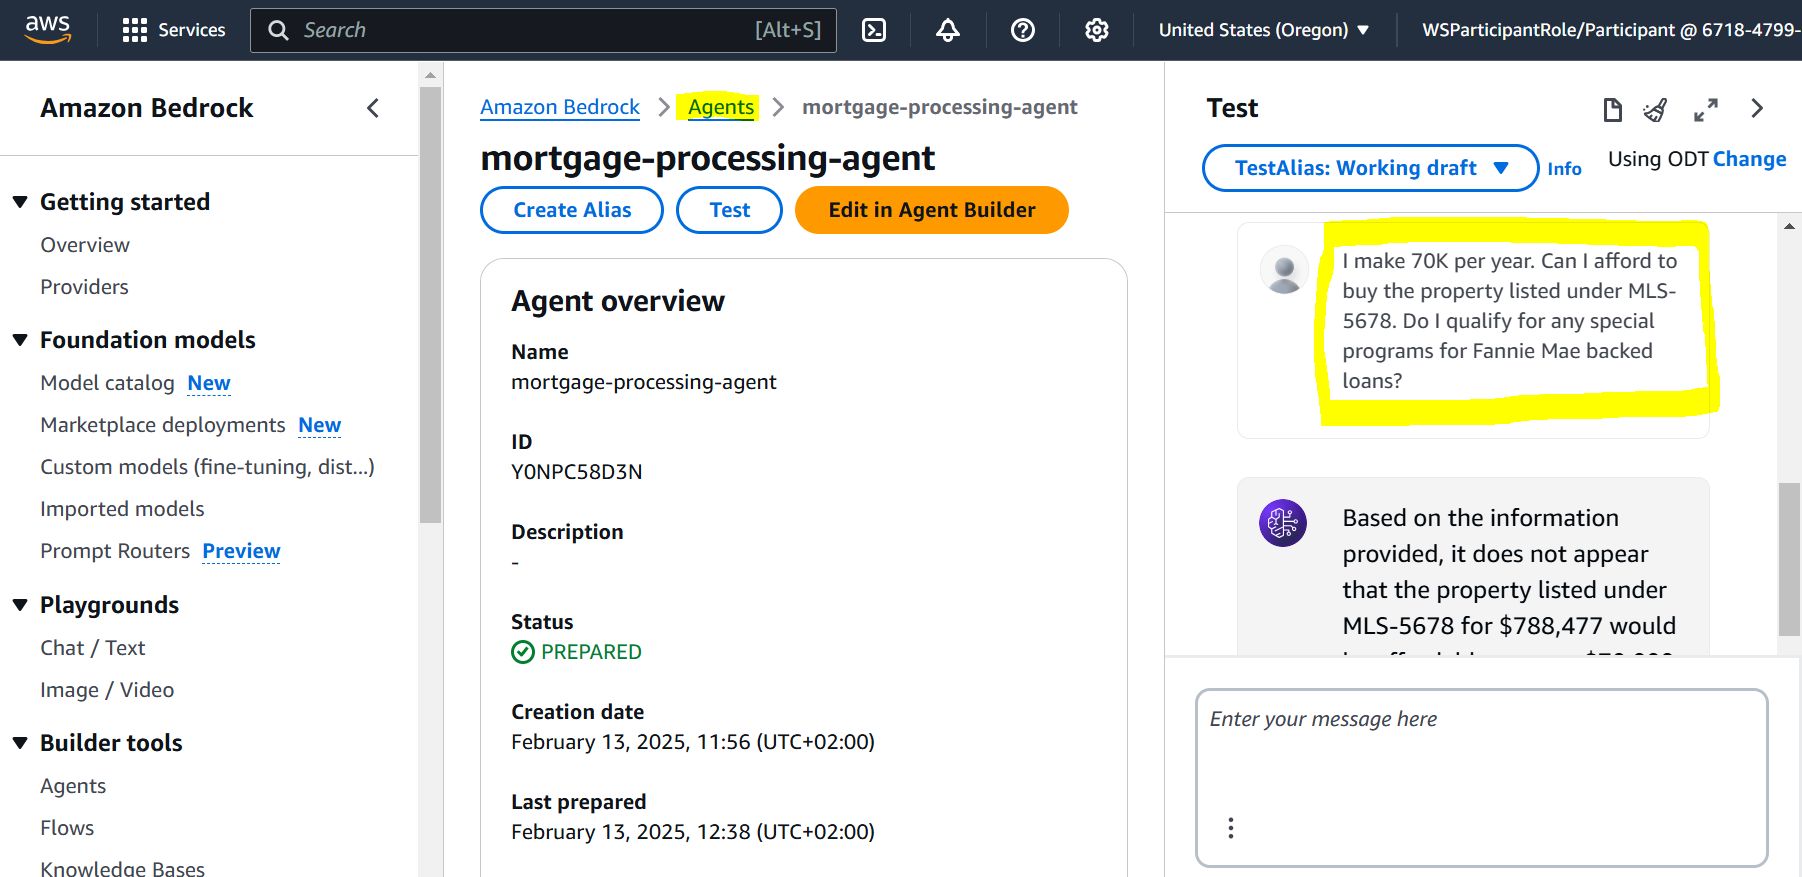 aws
Services
Search
[Alt+S]
United States (Oregon)
WSParticipantRole/Participant @ 6718-4799-
Amazon Bedrock
Getting started
Overview
Providers
Foundation models
Model catalog New
Marketplace deployments New
Custom models (fine-tuning, dist...)
Imported models
Prompt Routers Preview
Playgrounds
Chat / Text
Image / Video
Builder tools
Agents
Flows
Knowledge Bases
Amazon Bedrock > Agents > mortgage-processing-agent
mortgage-processing-agent
Create Alias
Test
Edit in Agent Builder
Agent overview
Name
mortgage-processing-agent
ID
Y0NPC58D3N
Description
-
Status
PREPARED
Creation date
February 13, 2025, 11:56 (UTC+02:00)
Last prepared
February 13, 2025, 12:38 (UTC+02:00)
Test
TestAlias: Working draft
Info
Using ODT Change
I make 70K per year. Can I afford to
buy the property listed under MLS-
5678. Do I qualify for any special
programs for Fannie Mae backed
loans?
Based on the information
provided, it does not appear
that the property listed under
MLS-5678 for $788,477 would
Enter your message here